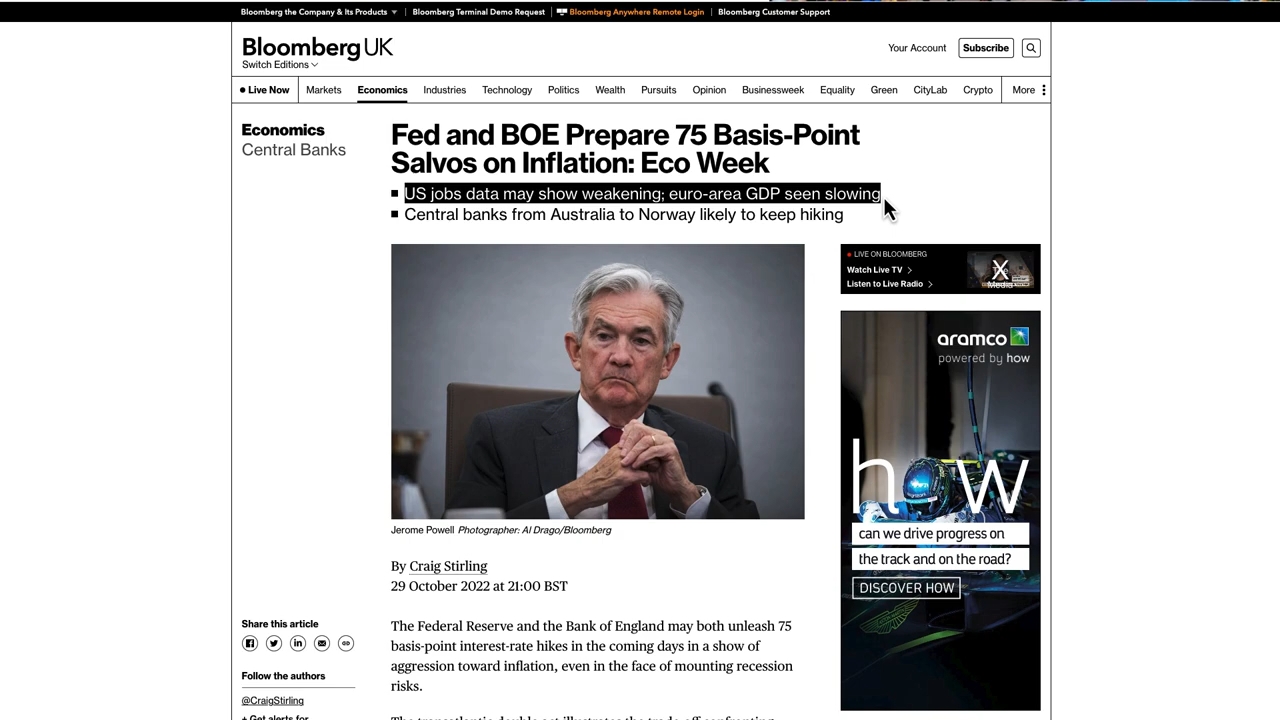 Bloomberg the Company & Its Products
Bloomberg Terminal Demo Request
Bloomberg Anywhere Remote Login
Bloomberg Customer Support
Bloomberg UK
Switch Editions
Your Account
Subscribe
Live Now
Markets
Economics
Industries
Technology
Politics
Wealth
Pursuits
Opinion
Businessweek
Equality
Green
CityLab
Crypto
More
Economics
Central Banks
Fed and BOE Prepare 75 Basis-Point
Salvos on Inflation: Eco Week
US jobs data may show weakening; euro-area GDP seen slowing
Central banks from Australia to Norway likely to keep hiking
LIVE ON BLOOMBERG
Watch Live TV
Listen to Live Radio
aramco
powered by how
how
can we drive progress on
the track and on the road?
DISCOVER HOW
Jerome Powell Photographer: Al Drago/Bloomberg
By Craig Stirling
29 October 2022 at 21:00 BST
The Federal Reserve and the Bank of England may both unleash 75
basis-point interest-rate hikes in the coming days in a show of
aggression toward inflation, even in the face of mounting recession
risks.
Share this article
Follow the authors
@CraigStirling
+ Get alerts for